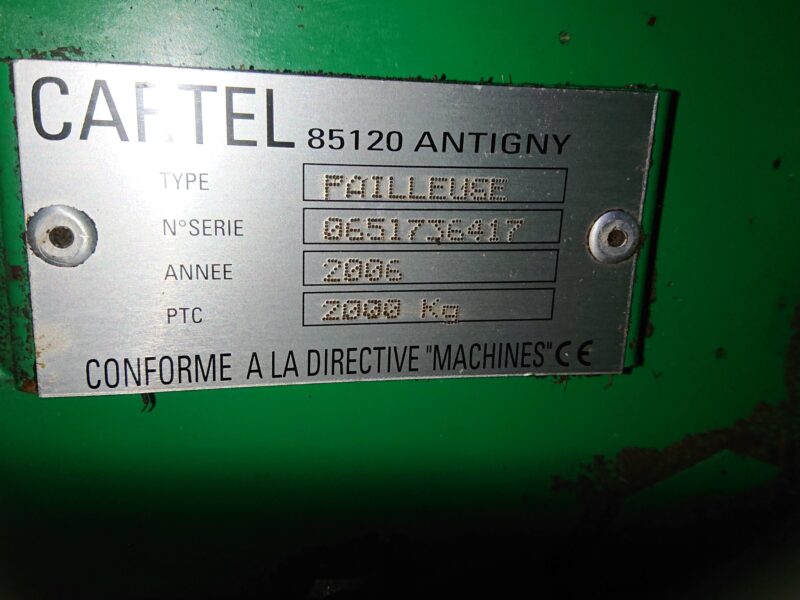 CARTEL 85120 ANTIGNY
TYPE PAILLEUSE
N°SERIE 0651736417
ANNEE 2006
PTC 2000 Kg
CONFORME A LA DIRECTIVE "MACHINES" CE